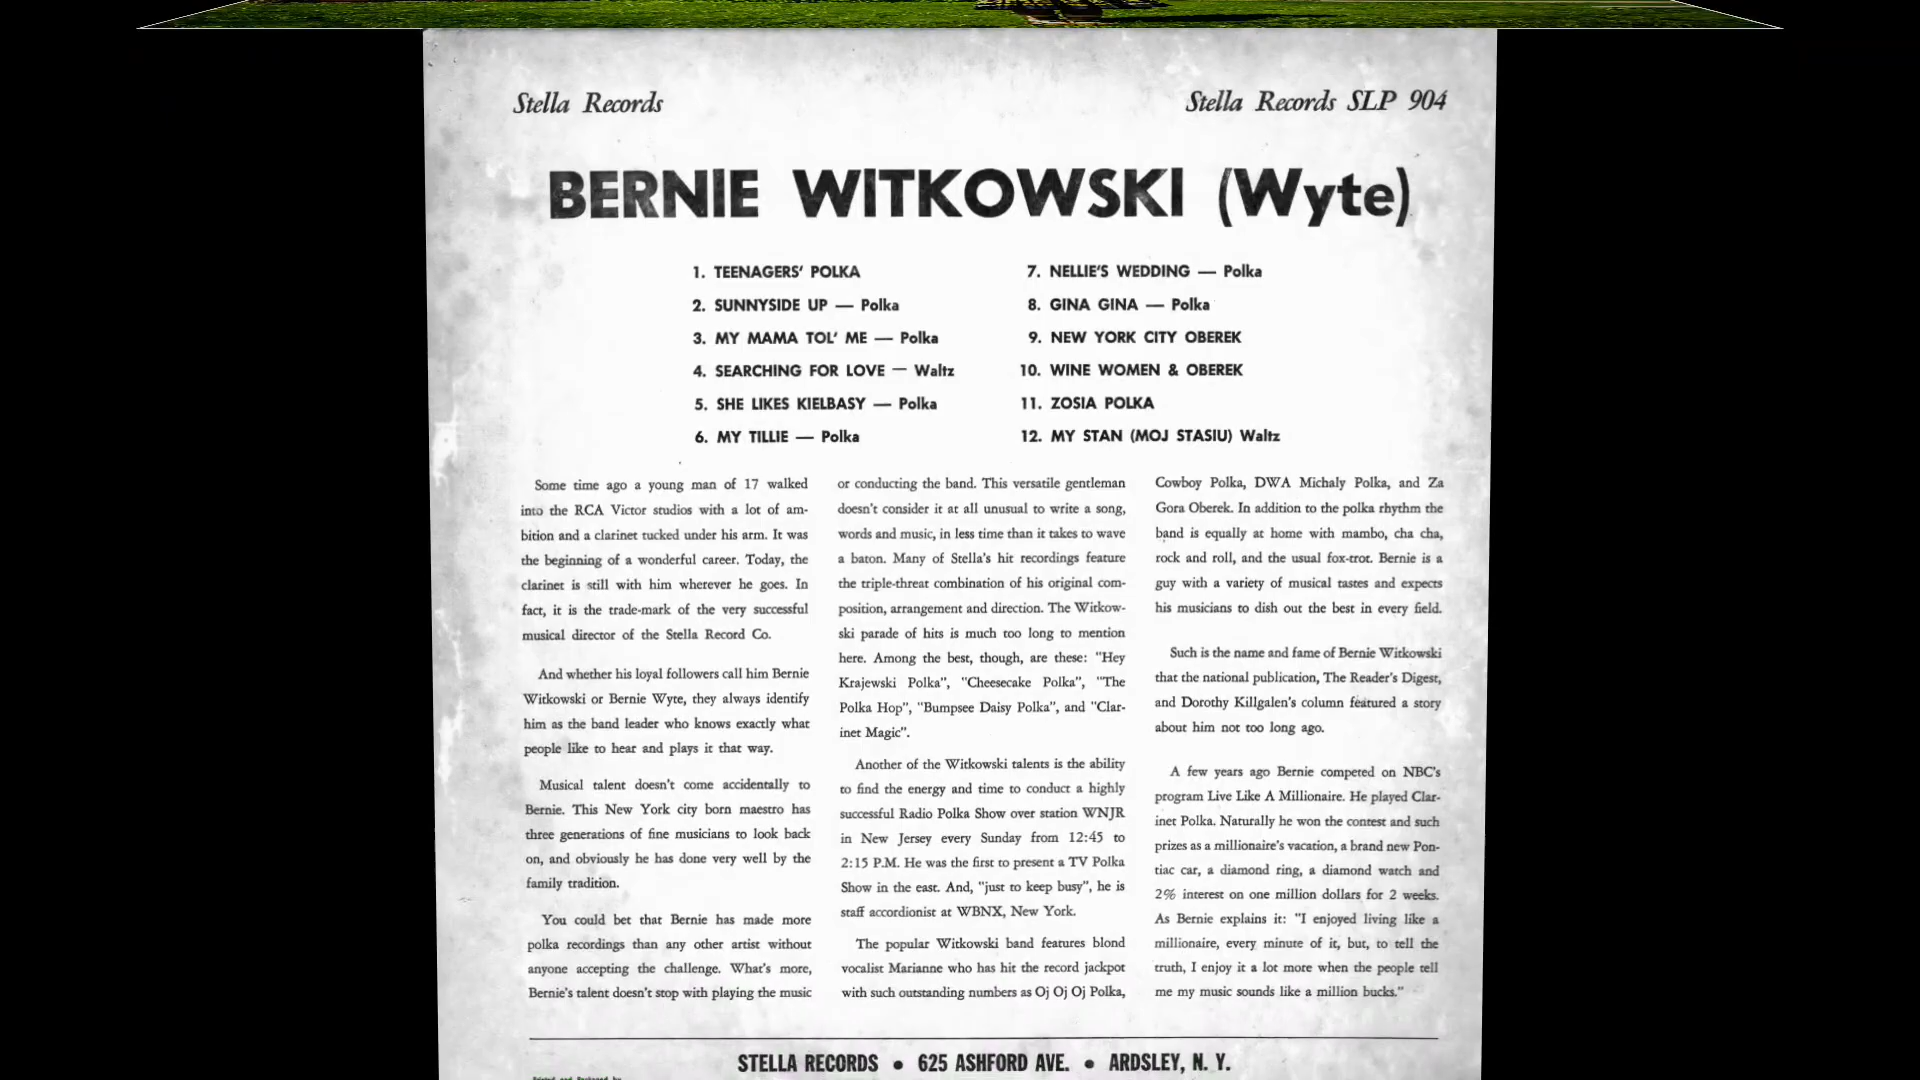 Stella Records
Stella Records SLP 904
BERNIE WITKOWSKI (Wyte)
1. TEENAGERS' POLKA
2. SUNNYSIDE UP — Polka
3. MY MAMA TOL' ME — Polka
4. SEARCHING FOR LOVE — Waltz
5. SHE LIKES KIELBASY — Polka
6. MY TILLIE — Polka
7. NELLIE'S WEDDING — Polka
8. GINA GINA — Polka
9. NEW YORK CITY OBEREK
10. WINE WOMEN & OBEREK
11. ZOSIA POLKA
12. MY STAN (MOJ STASIU) Waltz
Some time ago a young man of 17 walked
into the RCA Victor studios with a lot of am-
bition and a clarinet tucked under his arm. It was
the beginning of a wonderful career. Today, the
clarinet is still with him wherever he goes. In
fact, it is the trade-mark of the very successful
musical director of the Stella Record Co.
And whether his loyal followers call him Bernie
Witkowski or Bernie Wyte, they always identify
him as the band leader who knows exactly what
people like to hear and plays it that way.
Musical talent doesn't come accidentally to
Bernie. This New York city born maestro has
three generations of fine musicians to look back
on, and obviously he has done very well by the
family tradition.
You could bet that Bernie has made more
polka recordings than any other artist without
anyone accepting the challenge. What's more,
Bernie's talent doesn't stop with playing the music
or conducting the band. This versatile gentleman
doesn't consider it at all unusual to write a song,
words and music, in less time than it takes to wave
a baton. Many of Stella's hit recordings feature
the triple-threat combination of his original com-
position, arrangement and direction. The Witkow-
ski parade of hits is much too long to mention
here. Among the best, though, are these: "Hey
Krajewski Polka", "Cheesecake Polka", "The
Polka Hop", "Bumpsee Daisy Polka", and "Clar-
inet Magic".
Another of the Witkowski talents is the ability
to find the energy and time to conduct a highly
successful Radio Polka Show over station WNJR
in New Jersey every Sunday from 12:45 to
2:15 P.M. He was the first to present a TV Polka
Show in the east. And, "just to keep busy", he is
staff accordionist at WBNX, New York.
The popular Witkowski band features blond
vocalist Marianne who has hit the record jackpot
with such outstanding numbers as Oj Oj Oj Polka,
Cowboy Polka, DWA Michaly Polka, and Za
Gora Oberek. In addition to the polka rhythm the
band is equally at home with mambo, cha cha,
rock and roll, and the usual fox-trot. Bernie is a
guy with a variety of musical tastes and expects
his musicians to dish out the best in every field.
Such is the name and fame of Bernie Witkowski
that the national publication, The Reader's Digest,
and Dorothy Killgalen's column featured a story
about him not too long ago.
A few years ago Bernie competed on NBC's
program Live Like A Millionaire. He played Clar-
inet Polka. Naturally he won the contest and such
prizes as a millionaire's vacation, a brand new Pon-
tiac car, a diamond ring, a diamond watch and
2% interest on one million dollars for 2 weeks.
As Bernie explains it: "I enjoyed living like a
millionaire, every minute of it, but, to tell the
truth, I enjoy it a lot more when the people tell
me my music sounds like a million bucks."
STELLA RECORDS • 625 ASHFORD AVE. • ARDSLEY, N. Y.